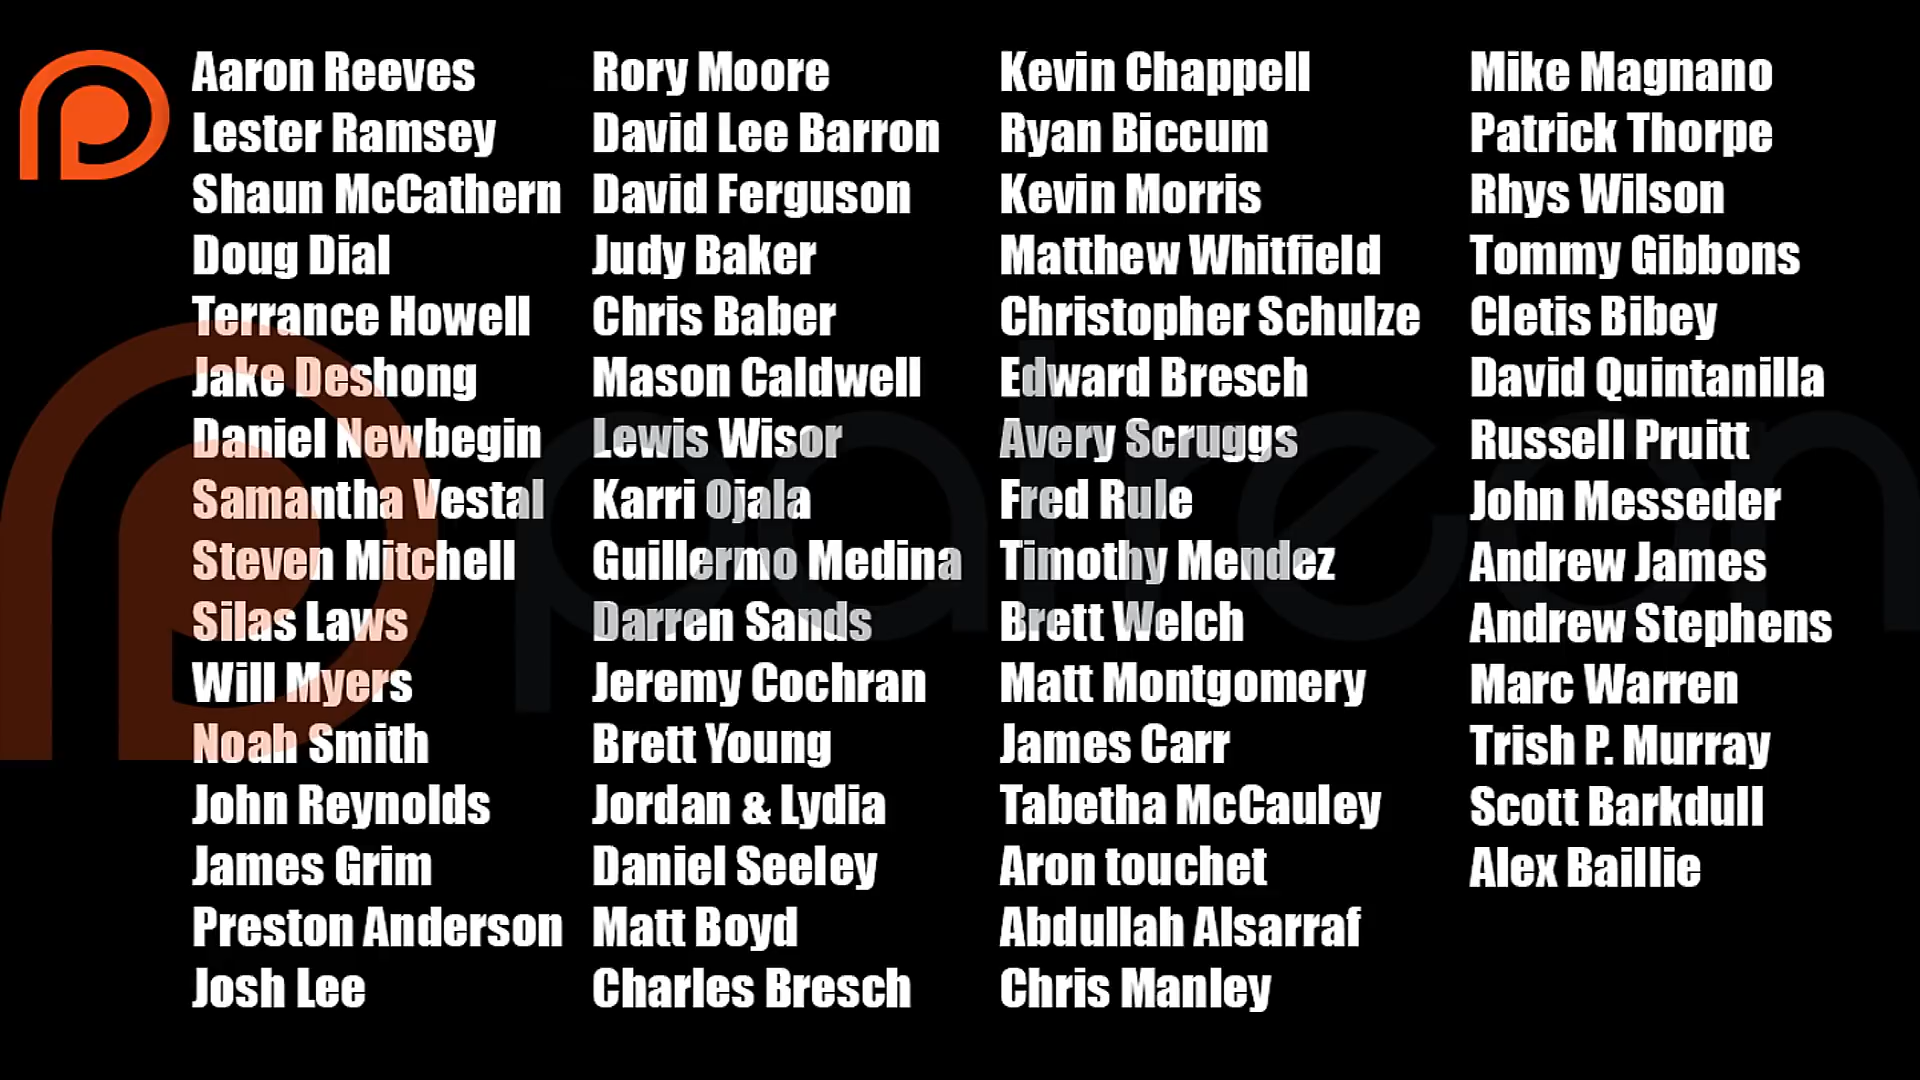 Aaron Reeves
Lester Ramsey
Shaun McCathern
Doug Dial
Terrance Howell
Jake Deshong
Daniel Newbegin
Samantha Vestal
Steven Mitchell
Silas Laws
Will Myers
Noah Smith
John Reynolds
James Grim
Preston Anderson
Josh Lee
Rory Moore
David Lee Barron
David Ferguson
Judy Baker
Chris Baber
Mason Caldwell
Lewis Wisor
Karri Ojala
Guillermo Medina
Darren Sands
Jeremy Cochran
Brett Young
Jordan & Lydia
Daniel Seeley
Matt Boyd
Charles Bresch
Kevin Chappell
Ryan Biccum
Kevin Morris
Matthew Whitfield
Christopher Schulze
Edward Bresch
Avery Scruggs
Fred Rule
Timothy Mendez
Brett Welch
Matt Montgomery
James Carr
Tabetha McCauley
Aron touchet
Abdullah Alsarraf
Chris Manley
Mike Magnano
Patrick Thorpe
Rhys Wilson
Tommy Gibbons
Cletis Bibey
David Quintanilla
Russell Pruitt
John Messeder
Andrew James
Andrew Stephens
Marc Warren
Trish P. Murray
Scott Barkdull
Alex Baillie
patreon